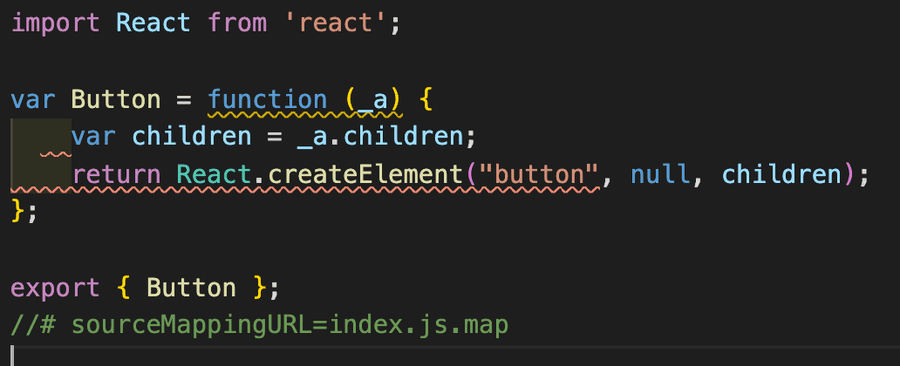 import React from 'react';
var Button = function (_a) {
var children = _a.children;
return React.createElement("button", null, children);
};
export { Button };
//# sourceMappingURL=index.js.map